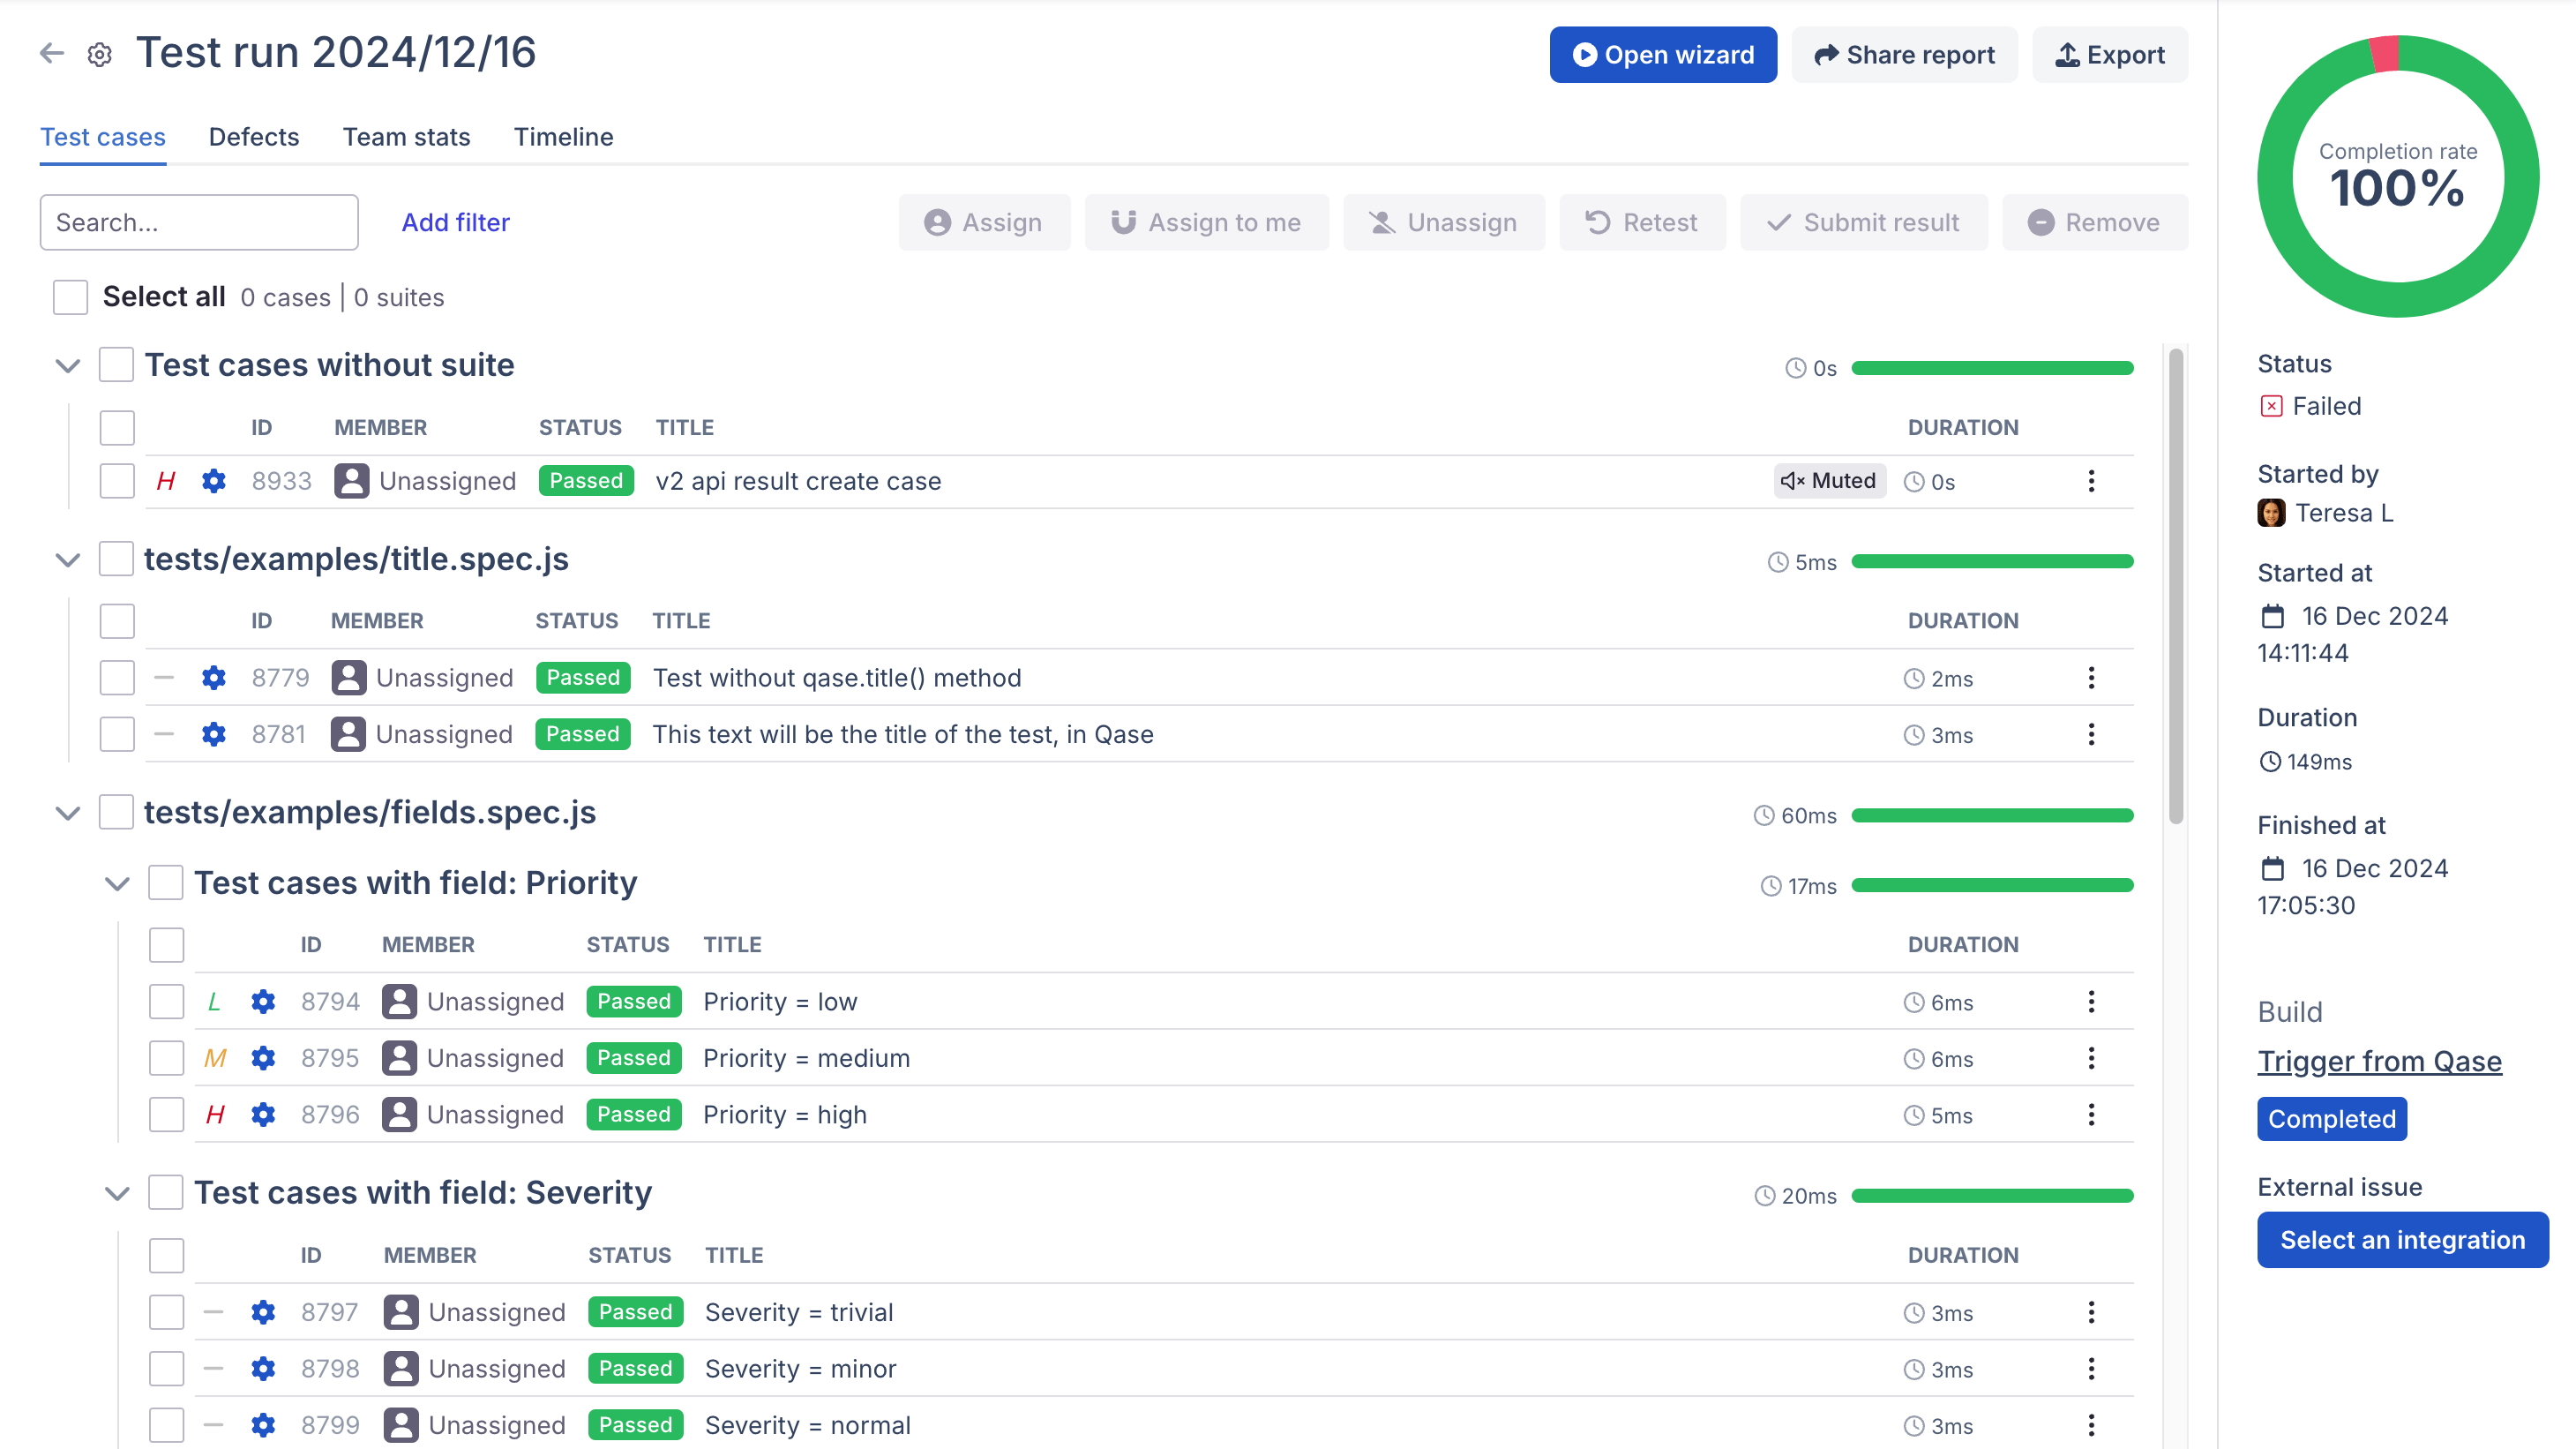 Test run 2024/12/16
Open wizard
Share report
Export
Test cases Defects Team stats Timeline
Search...
Add filter
Assign
Assign to me
Unassign
Retest
Submit result
Remove
Select all 0 cases | 0 suites
Test cases without suite 0s
ID MEMBER STATUS TITLE DURATION
H 8933 Unassigned Passed v2 api result create case Muted 0s
tests/examples/title.spec.js 5ms
ID MEMBER STATUS TITLE DURATION
8779 Unassigned Passed Test without qase.title() method 2ms
8781 Unassigned Passed This text will be the title of the test, in Qase 3ms
tests/examples/fields.spec.js 60ms
Test cases with field: Priority 17ms
ID MEMBER STATUS TITLE DURATION
L 8794 Unassigned Passed Priority = low 6ms
M 8795 Unassigned Passed Priority = medium 6ms
H 8796 Unassigned Passed Priority = high 5ms
Test cases with field: Severity 20ms
ID MEMBER STATUS TITLE DURATION
8797 Unassigned Passed Severity = trivial 3ms
8798 Unassigned Passed Severity = minor 3ms
8799 Unassigned Passed Severity = normal 3ms
Completion rate
100%
Status
Failed
Started by
Teresa L
Started at
16 Dec 2024
14:11:44
Duration
149ms
Finished at
16 Dec 2024
17:05:30
Build
Trigger from Qase
Completed
External issue
Select an integration